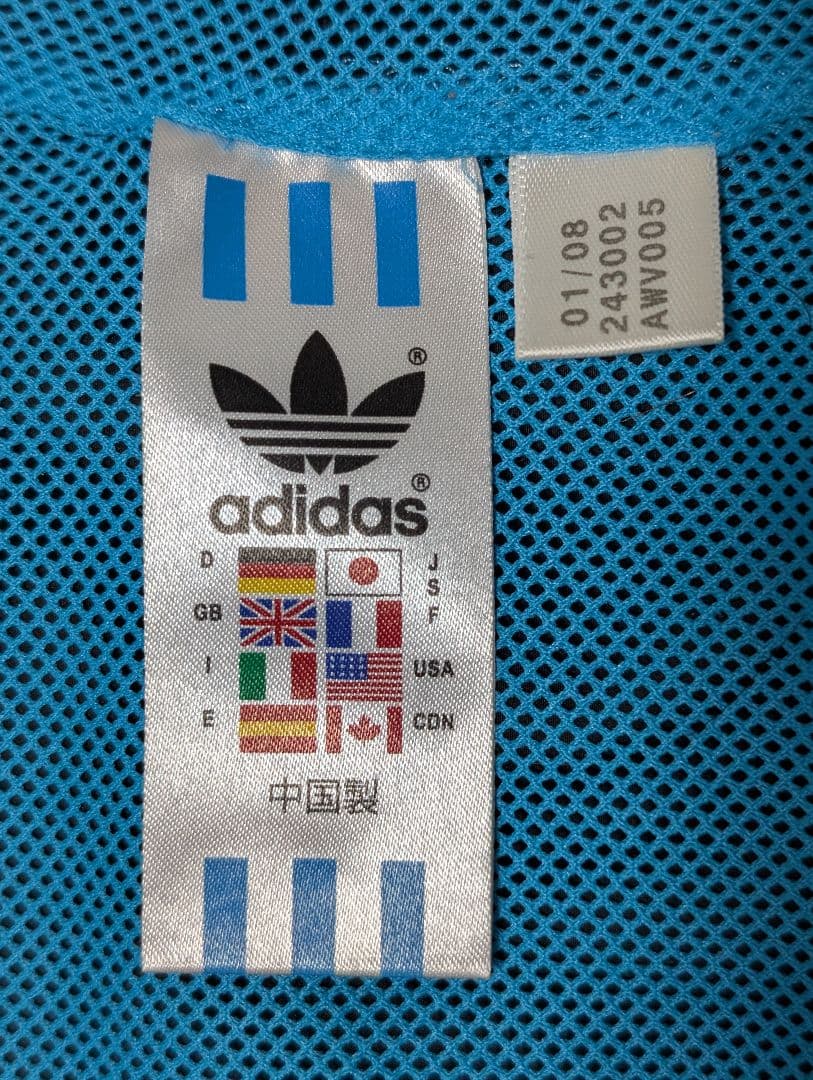 ®
adidas®
D
J
S
GB
F
I
USA
E
CDN
中国製
01/08
243002
AWV005